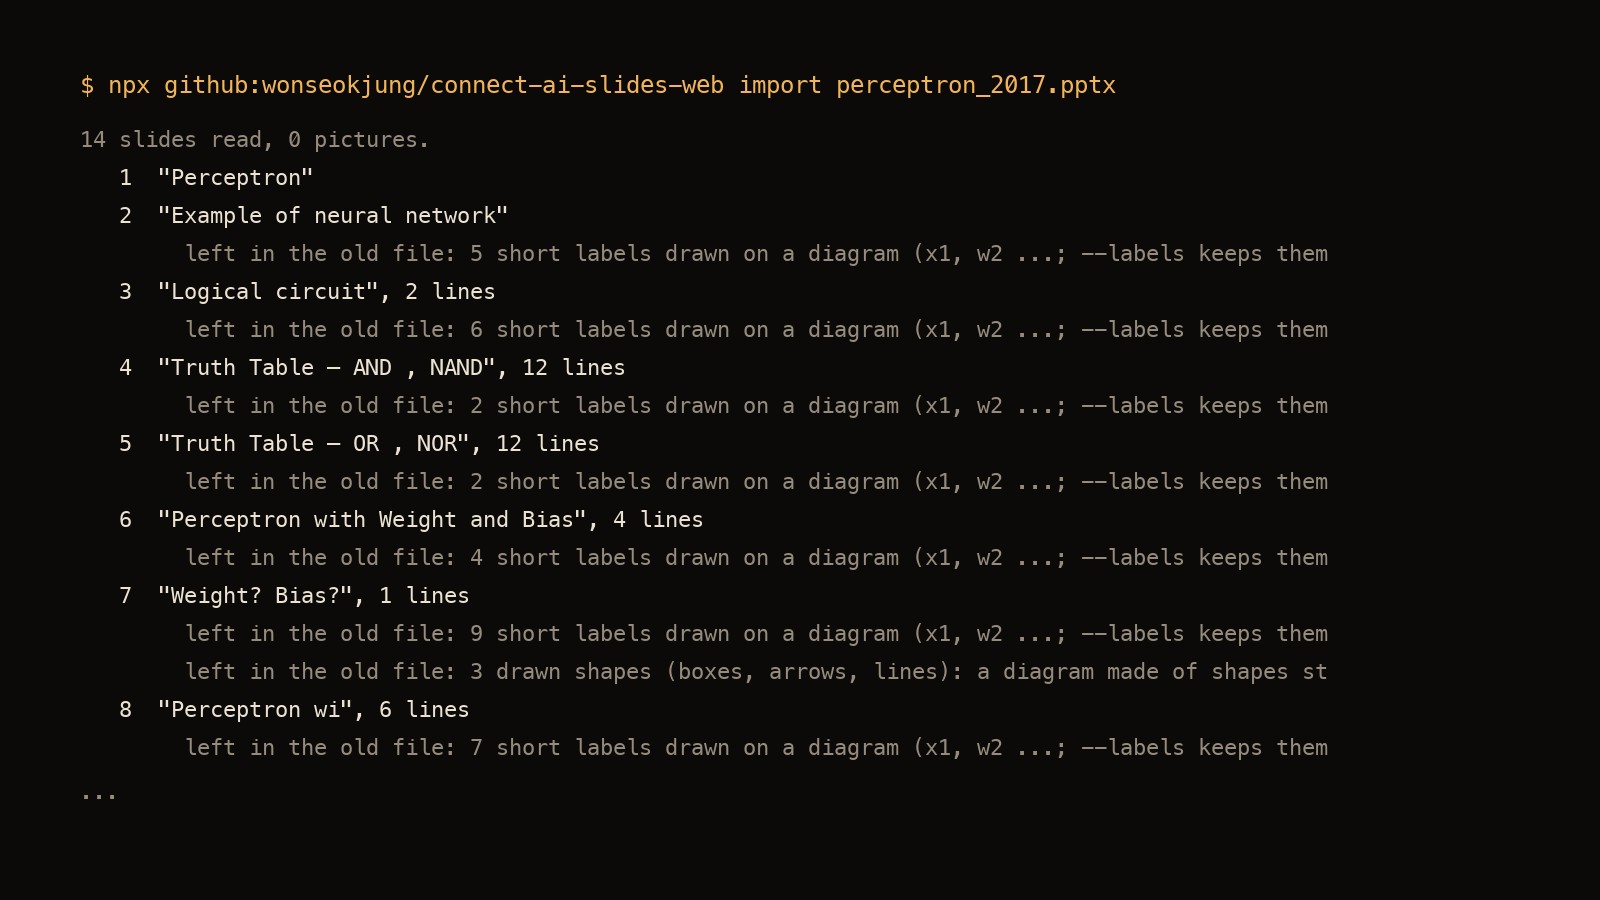 $ npx github:wonseokjung/connect-ai-slides-web import perceptron_2017.pptx
14 slides read, 0 pictures.
1 "Perceptron"
2 "Example of neural network"
left in the old file: 5 short labels drawn on a diagram (x1, w2 ...; --labels keeps them
3 "Logical circuit", 2 lines
left in the old file: 6 short labels drawn on a diagram (x1, w2 ...; --labels keeps them
4 "Truth Table – AND , NAND", 12 lines
left in the old file: 2 short labels drawn on a diagram (x1, w2 ...; --labels keeps them
5 "Truth Table – OR , NOR", 12 lines
left in the old file: 2 short labels drawn on a diagram (x1, w2 ...; --labels keeps them
6 "Perceptron with Weight and Bias", 4 lines
left in the old file: 4 short labels drawn on a diagram (x1, w2 ...; --labels keeps them
7 "Weight? Bias?", 1 lines
left in the old file: 9 short labels drawn on a diagram (x1, w2 ...; --labels keeps them
left in the old file: 3 drawn shapes (boxes, arrows, lines): a diagram made of shapes st
8 "Perceptron wi", 6 lines
left in the old file: 7 short labels drawn on a diagram (x1, w2 ...; --labels keeps them
...